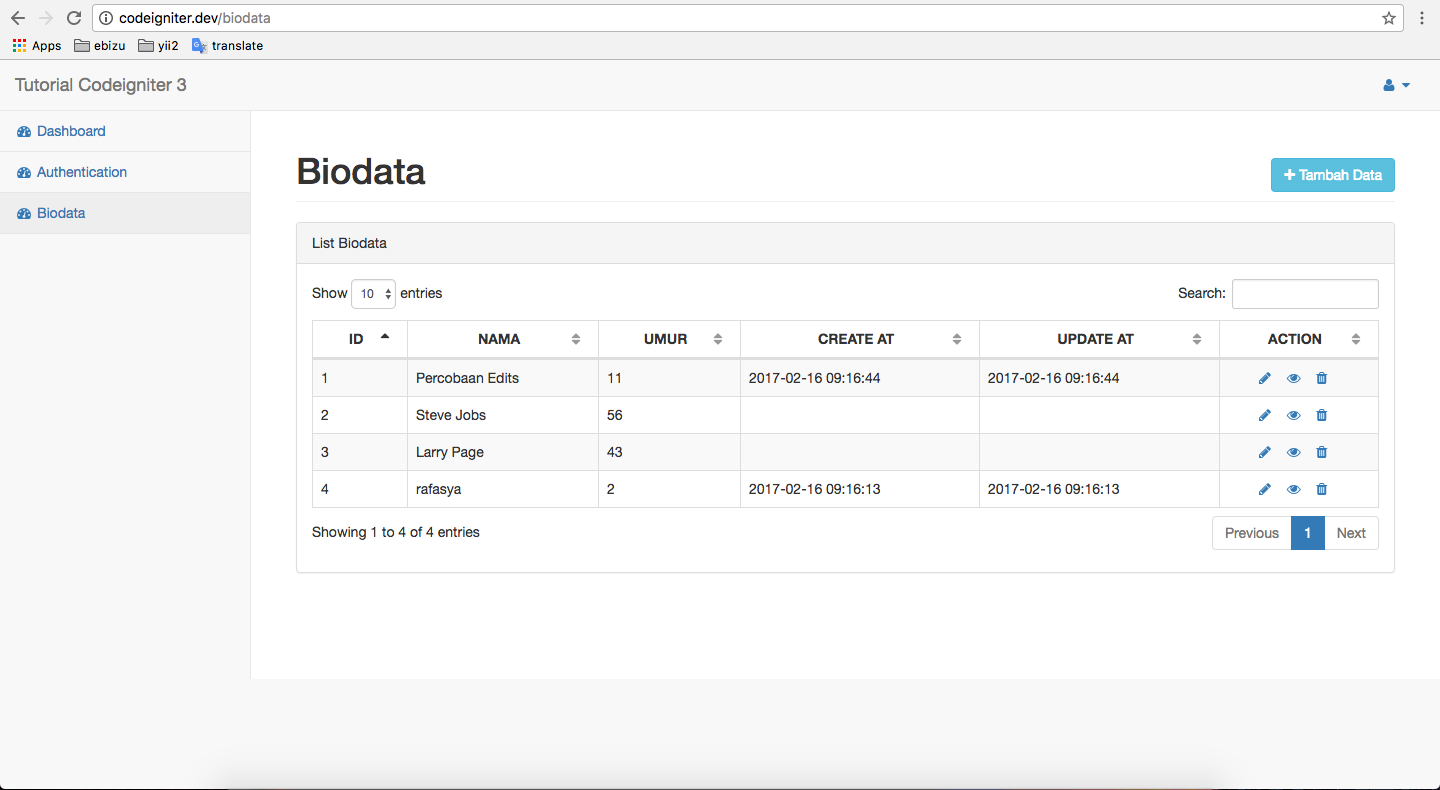 codeigniter.dev/biodata
Apps ebizu yii2 translate
Tutorial Codeigniter 3
Dashboard
Authentication
Biodata
Biodata
Tambah Data
List Biodata
Show 10 entries Search:
ID NAMA UMUR CREATE AT UPDATE AT ACTION
1 Percobaan Edits 11 2017-02-16 09:16:44 2017-02-16 09:16:44
2 Steve Jobs 56
3 Larry Page 43
4 rafasya 2 2017-02-16 09:16:13 2017-02-16 09:16:13
Showing 1 to 4 of 4 entries Previous 1 Next